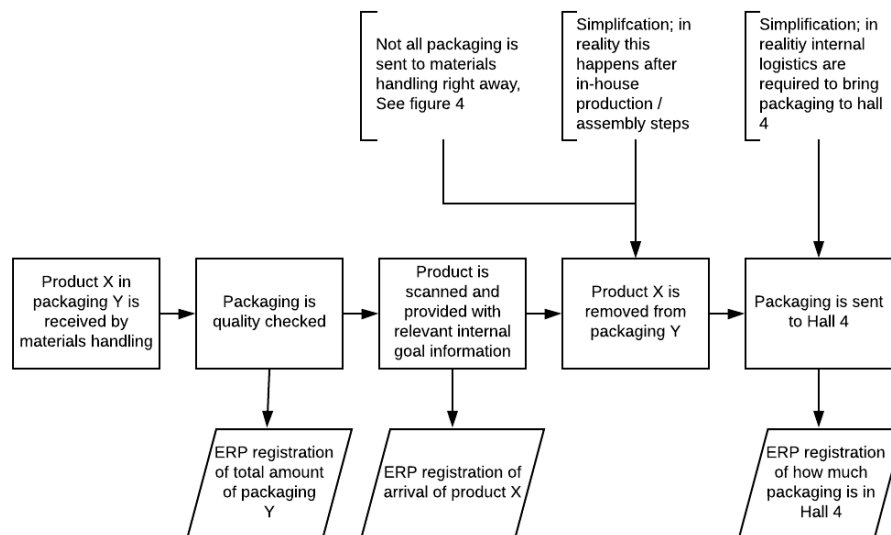 Not all packaging is
sent to materials
handling right away,
See figure 4
Simplifcation; in
reality this
happens after
in-house
production /
assembly steps
Simplification; in
realitiy internal
logistics are
required to bring
packaging to hall
4
Product X in
packaging Y is
received by
materials handling
Packaging is
quality checked
Product is
scanned and
provided with
relevant internal
goal information
Product X is
removed from
packaging Y
Packaging is sent
to Hall 4
ERP registration
of total amount
of packaging
Y
ERP registration of
arrival of product X
ERP registration
of how much
packaging is in
Hall 4